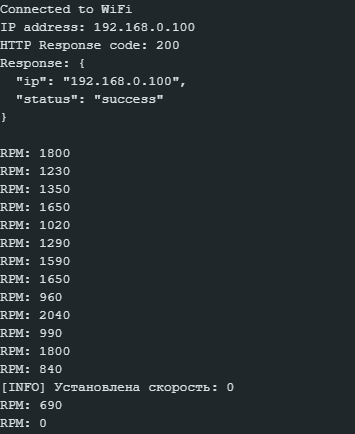 Connected to WiFi
IP address: 192.168.0.100
HTTP Response code: 200
Response: {
  "ip": "192.168.0.100",
  "status": "success"
}

RPM: 1800
RPM: 1230
RPM: 1350
RPM: 1650
RPM: 1020
RPM: 1290
RPM: 1590
RPM: 1650
RPM: 960
RPM: 2040
RPM: 990
RPM: 1800
RPM: 840
[INFO] Установлена скорость: 0
RPM: 690
RPM: 0